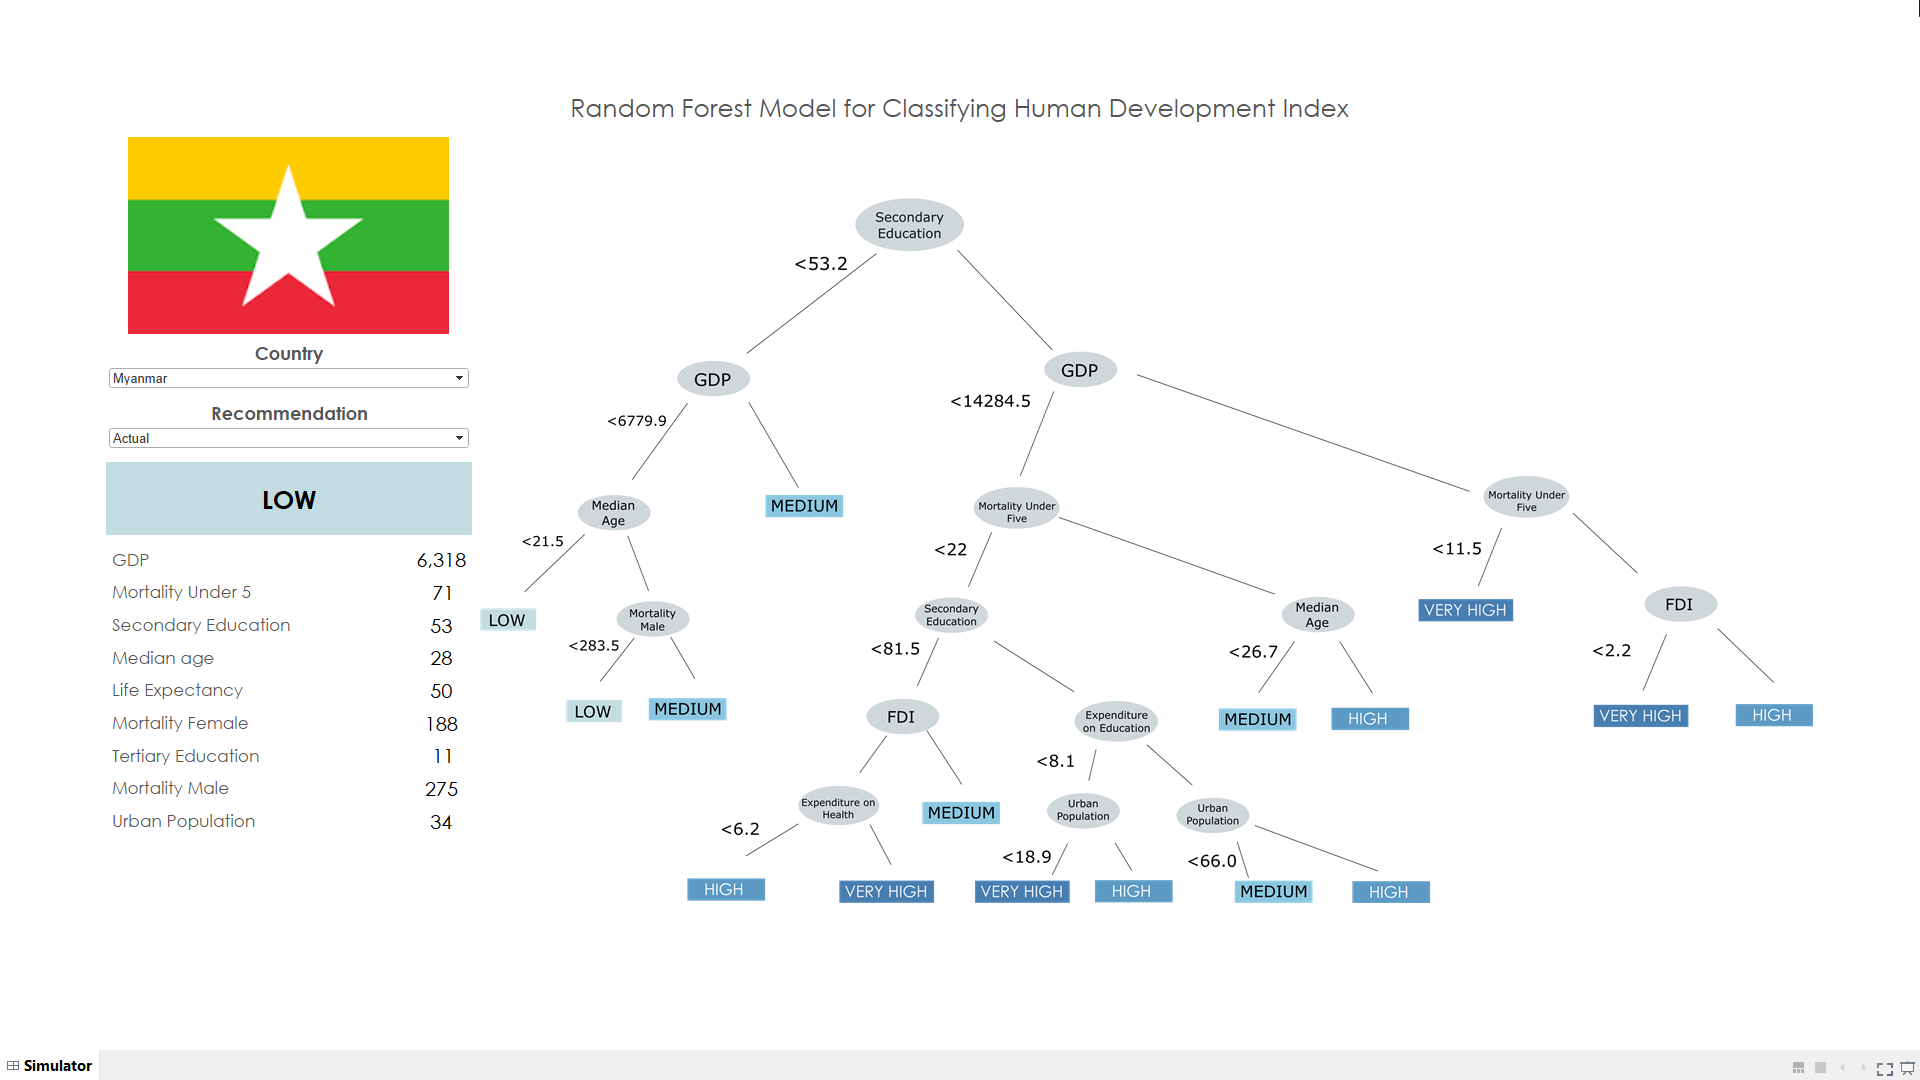 Random Forest Model for Classifying Human Development Index
Country
Myanmar
Recommendation
Actual
LOW
GDP 6,318
Mortality Under 5 71
Secondary Education 53
Median age 28
Life Expectancy 50
Mortality Female 188
Tertiary Education 11
Mortality Male 275
Urban Population 34
Secondary
Education
<53.2
GDP
GDP
<6779.9
<14284.5
Median
Age
MEDIUM
Mortality Under
Five
Mortality Under
Five
<21.5
<22
<11.5
LOW
Mortality
Male
Secondary
Education
Median
Age
VERY HIGH
FDI
<283.5
<81.5
<26.7
<2.2
LOW
MEDIUM
FDI
Expenditure
on Education
MEDIUM
HIGH
VERY HIGH
HIGH
<8.1
Expenditure on
Health
MEDIUM
Urban
Population
Urban
Population
<6.2
<18.9
<66.0
HIGH
VERY HIGH
VERY HIGH
HIGH
MEDIUM
HIGH
Simulator